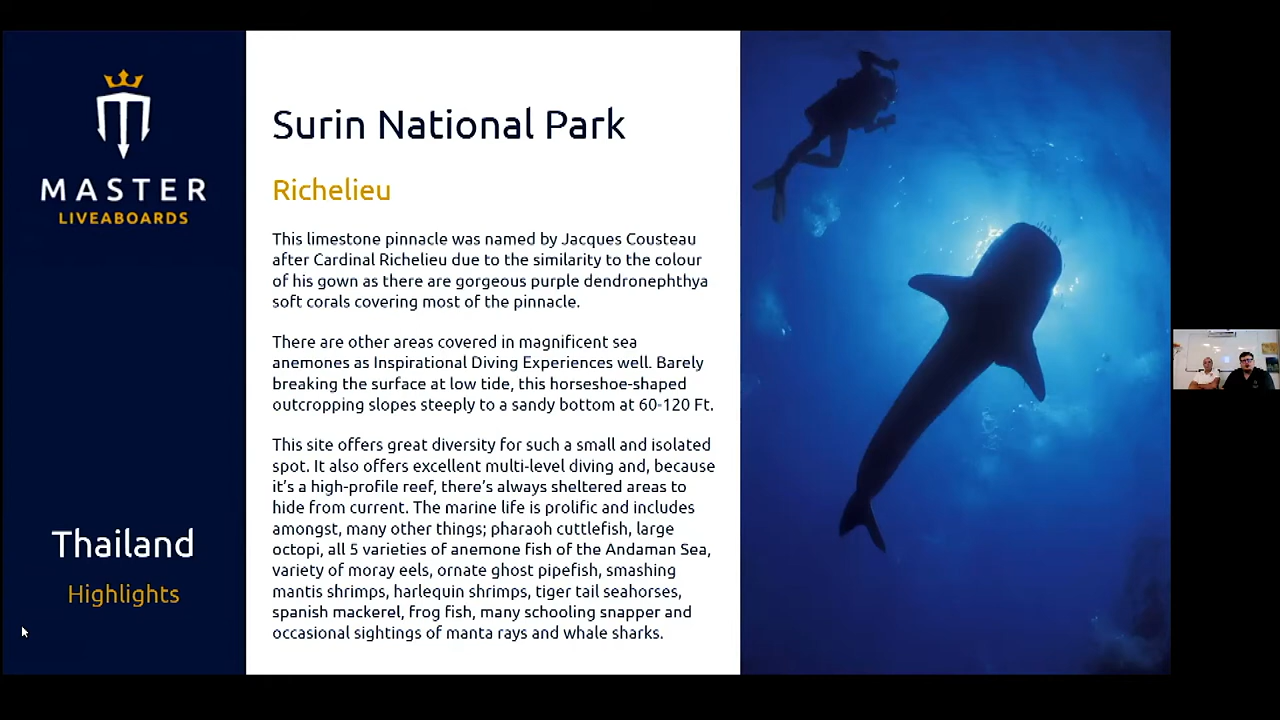 MASTER
LIVEABOARDS
Thailand
Highlights
Surin National Park
Richelieu
This limestone pinnacle was named by Jacques Cousteau
after Cardinal Richelieu due to the similarity to the colour
of his gown as there are gorgeous purple dendronephthya
soft corals covering most of the pinnacle.
There are other areas covered in magnificent sea
anemones as Inspirational Diving Experiences well. Barely
breaking the surface at low tide, this horseshoe-shaped
outcropping slopes steeply to a sandy bottom at 60-120 Ft.
This site offers great diversity for such a small and isolated
spot. It also offers excellent multi-level diving and, because
it's a high-profile reef, there's always sheltered areas to
hide from current. The marine life is prolific and includes
amongst, many other things; pharaoh cuttlefish, large
octopi, all 5 varieties of anemone fish of the Andaman Sea,
variety of moray eels, ornate ghost pipefish, smashing
mantis shrimps, harlequin shrimps, tiger tail seahorses,
spanish mackerel, frog fish, many schooling snapper and
occasional sightings of manta rays and whale sharks.